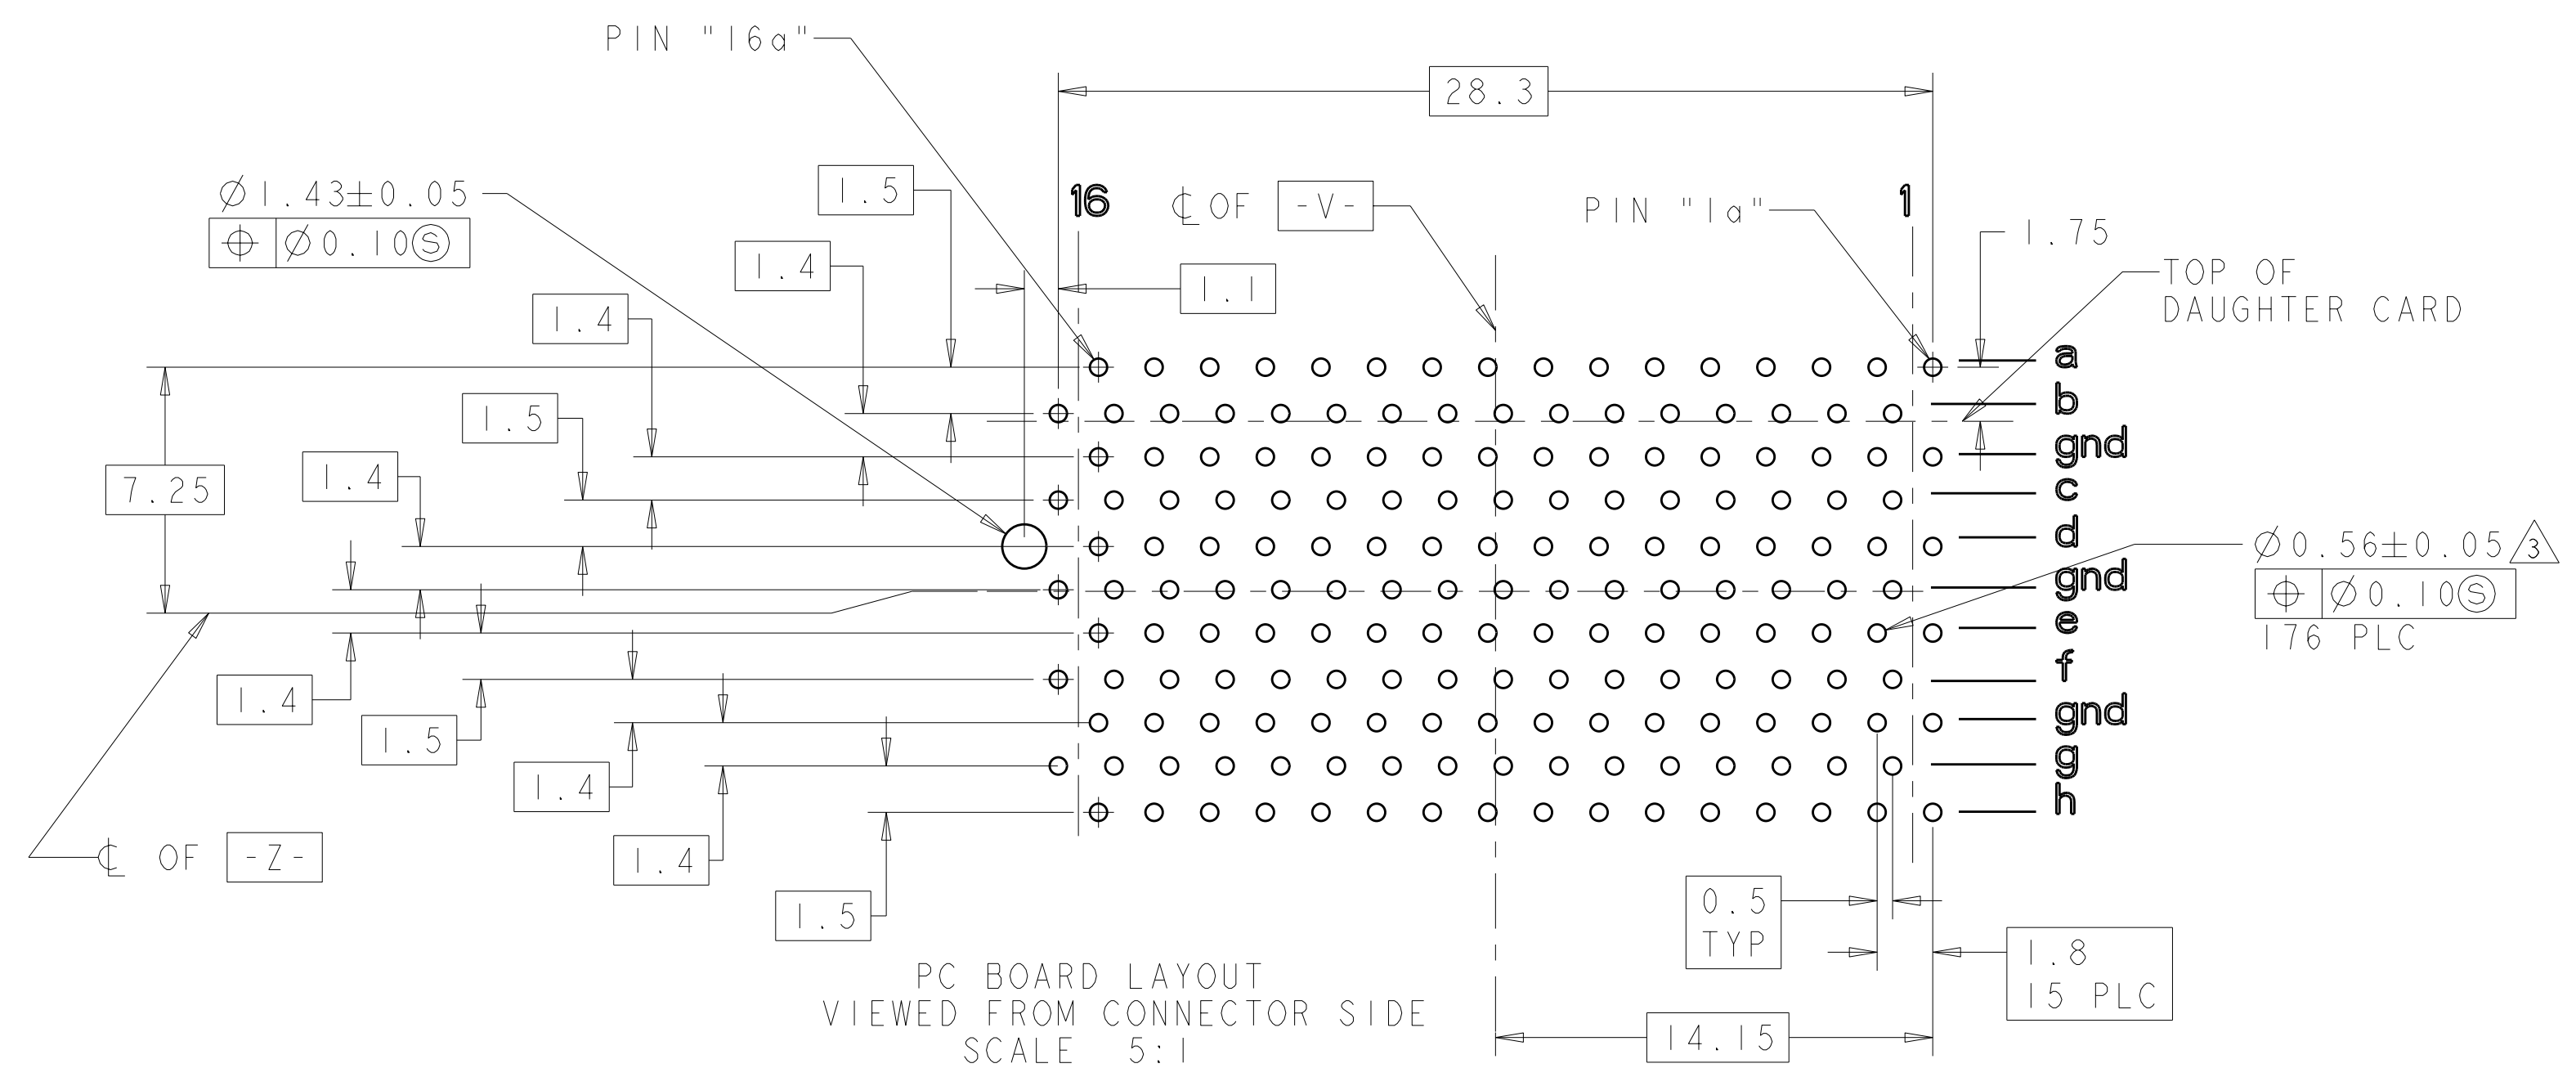 PIN "16a"
28.3
1.5
16
℄ OF -V-
PIN "1a"
1
Ø1.43±0.05
⌖ Ø0.10Ⓢ
1.75
1.4
1.1
TOP OF
DAUGHTER CARD
1.4
a
b
1.5
gnd
1.4
7.25
c
d
Ø0.56±0.05 3
⌖ Ø0.10Ⓢ
176 PLC
gnd
e
f
1.4
gnd
1.5
g
1.4
h
℄ OF -Z-
1.4
1.5
0.5
TYP
1.8
15 PLC
14.15
PC BOARD LAYOUT
VIEWED FROM CONNECTOR SIDE
SCALE 5:1